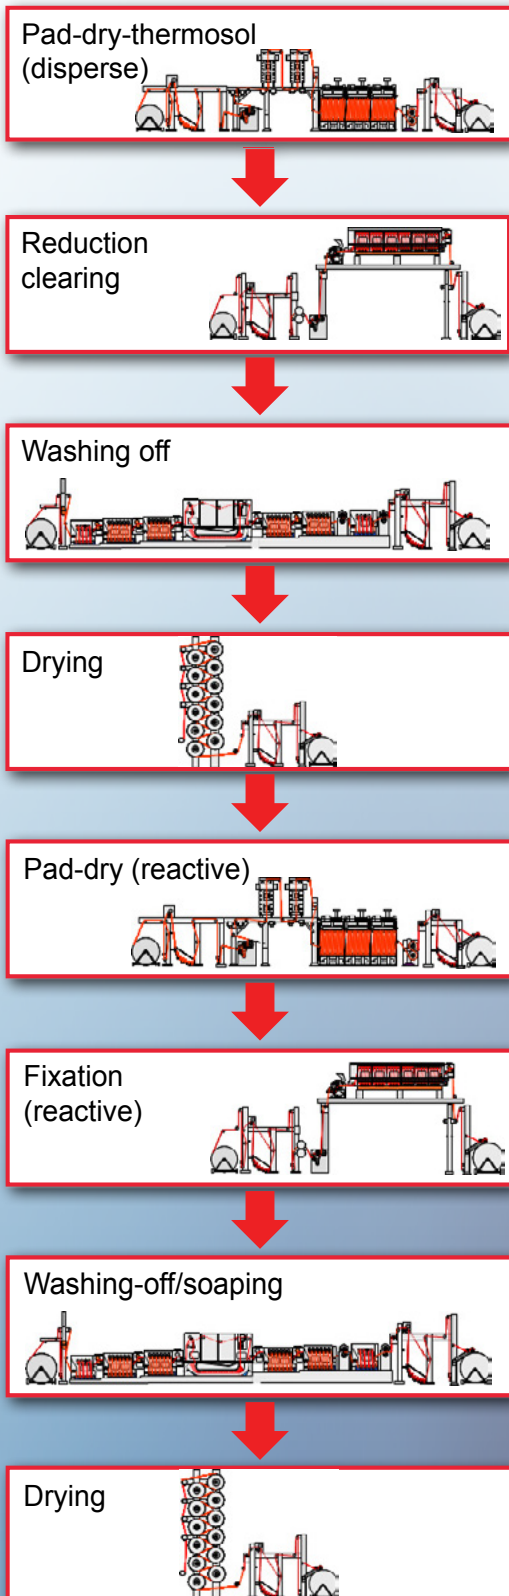 Pad-dry-thermosol
(disperse)
Reduction
clearing
Washing off
Drying
Pad-dry (reactive)
Fixation
(reactive)
Washing-off/soaping
Drying